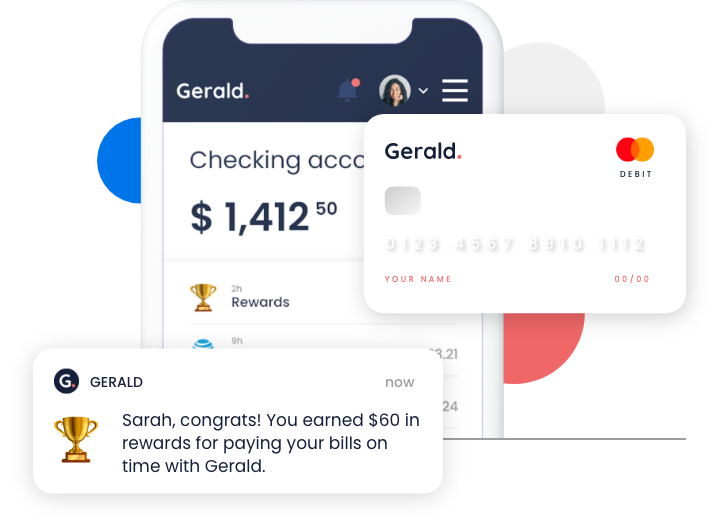 Gerald.
Checking acco
$ 1,412 50
2h
Rewards
9h
3.21
24
Gerald.
DEBIT
0123 4567 8910 1112
YOUR NAME 00/00
G.
GERALD now
Sarah, congrats! You earned $60 in
rewards for paying your bills on
time with Gerald.